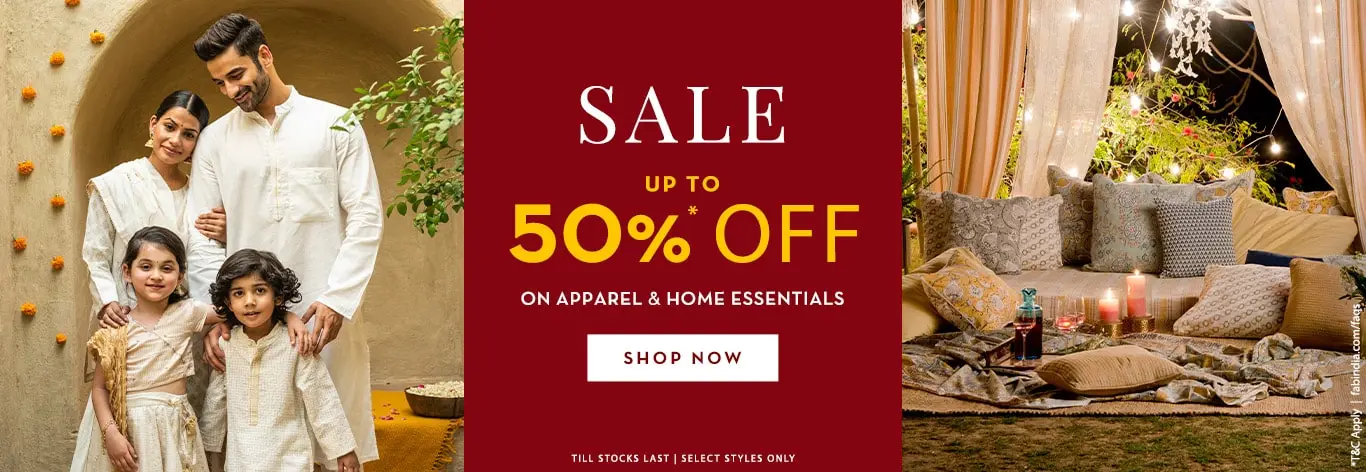 SALE
UP TO
50%* OFF
ON APPAREL & HOME ESSENTIALS
SHOP NOW
TILL STOCKS LAST | SELECT STYLES ONLY
*T&C Apply | fabindia.com/faqs